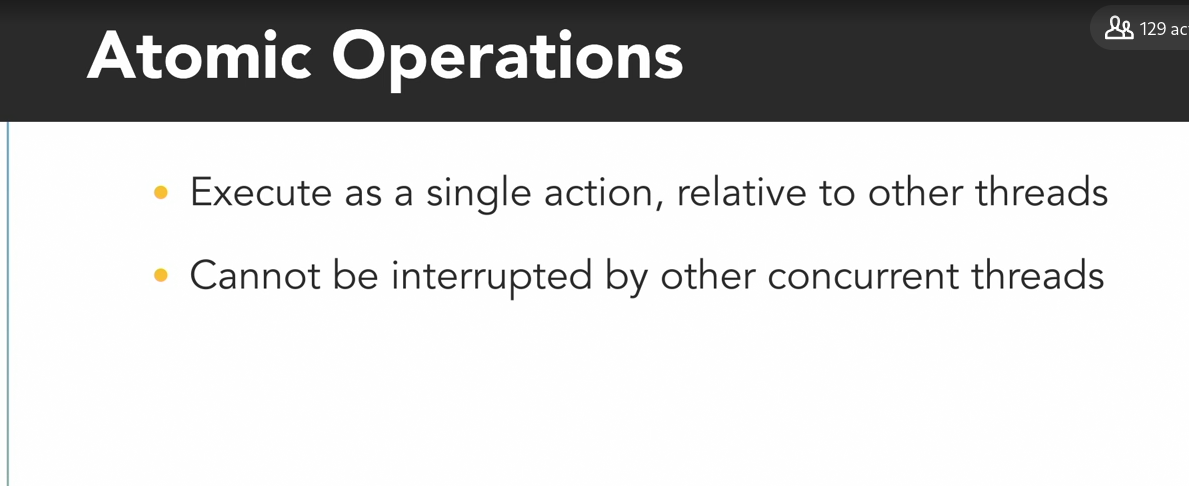 Atomic Operations
129
Execute as a single action, relative to other threads
Cannot be interrupted by other concurrent threads